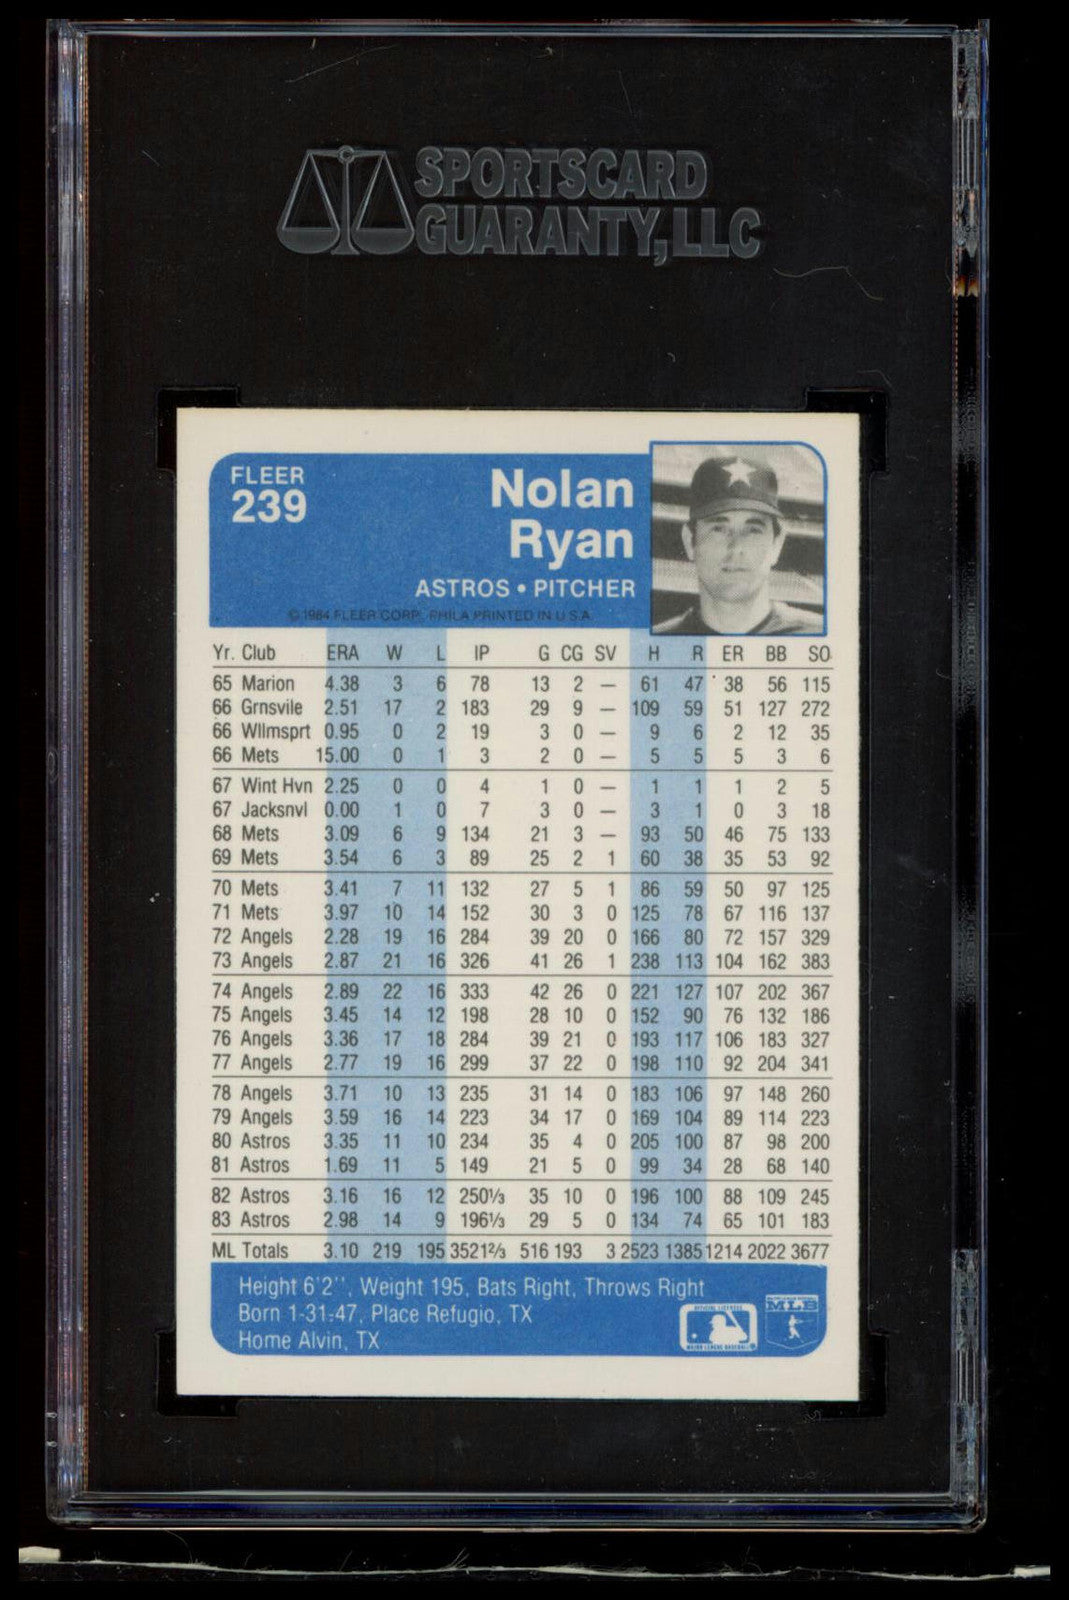 SPORTSCARD
GUARANTY, LLC
FLEER
239
Nolan
Ryan
ASTROS • PITCHER
© 1984 FLEER CORP., PHILA PRINTED IN U.S.A.
Yr. Club ERA W L IP G CG SV H R ER BB SO
65 Marion 4.38 3 6 78 13 2 — 61 47 38 56 115
66 Grnsvile 2.51 17 2 183 29 9 — 109 59 51 127 272
66 Wllmsprt 0.95 0 2 19 3 0 — 9 6 2 12 35
66 Mets 15.00 0 1 3 2 0 — 5 5 5 3 6
67 Wint Hvn 2.25 0 0 4 1 0 — 1 1 1 2 5
67 Jacksnvl 0.00 1 0 7 3 0 — 3 1 0 3 18
68 Mets 3.09 6 9 134 21 3 — 93 50 46 75 133
69 Mets 3.54 6 3 89 25 2 1 60 38 35 53 92
70 Mets 3.41 7 11 132 27 5 1 86 59 50 97 125
71 Mets 3.97 10 14 152 30 3 0 125 78 67 116 137
72 Angels 2.28 19 16 284 39 20 0 166 80 72 157 329
73 Angels 2.87 21 16 326 41 26 1 238 113 104 162 383
74 Angels 2.89 22 16 333 42 26 0 221 127 107 202 367
75 Angels 3.45 14 12 198 28 10 0 152 90 76 132 186
76 Angels 3.36 17 18 284 39 21 0 193 117 106 183 327
77 Angels 2.77 19 16 299 37 22 0 198 110 92 204 341
78 Angels 3.71 10 13 235 31 14 0 183 106 97 148 260
79 Angels 3.59 16 14 223 34 17 0 169 104 89 114 223
80 Astros 3.35 11 10 234 35 4 0 205 100 87 98 200
81 Astros 1.69 11 5 149 21 5 0 99 34 28 68 140
82 Astros 3.16 16 12 250⅓ 35 10 0 196 100 88 109 245
83 Astros 2.98 14 9 196⅓ 29 5 0 134 74 65 101 183
ML Totals 3.10 219 195 3521⅔ 516 193 3 2523 1385 1214 2022 3677
Height 6'2'', Weight 195, Bats Right, Throws Right
Born 1-31-47, Place Refugio, TX
Home Alvin, TX
MAJOR LEAGUE BASEBALL
MLB